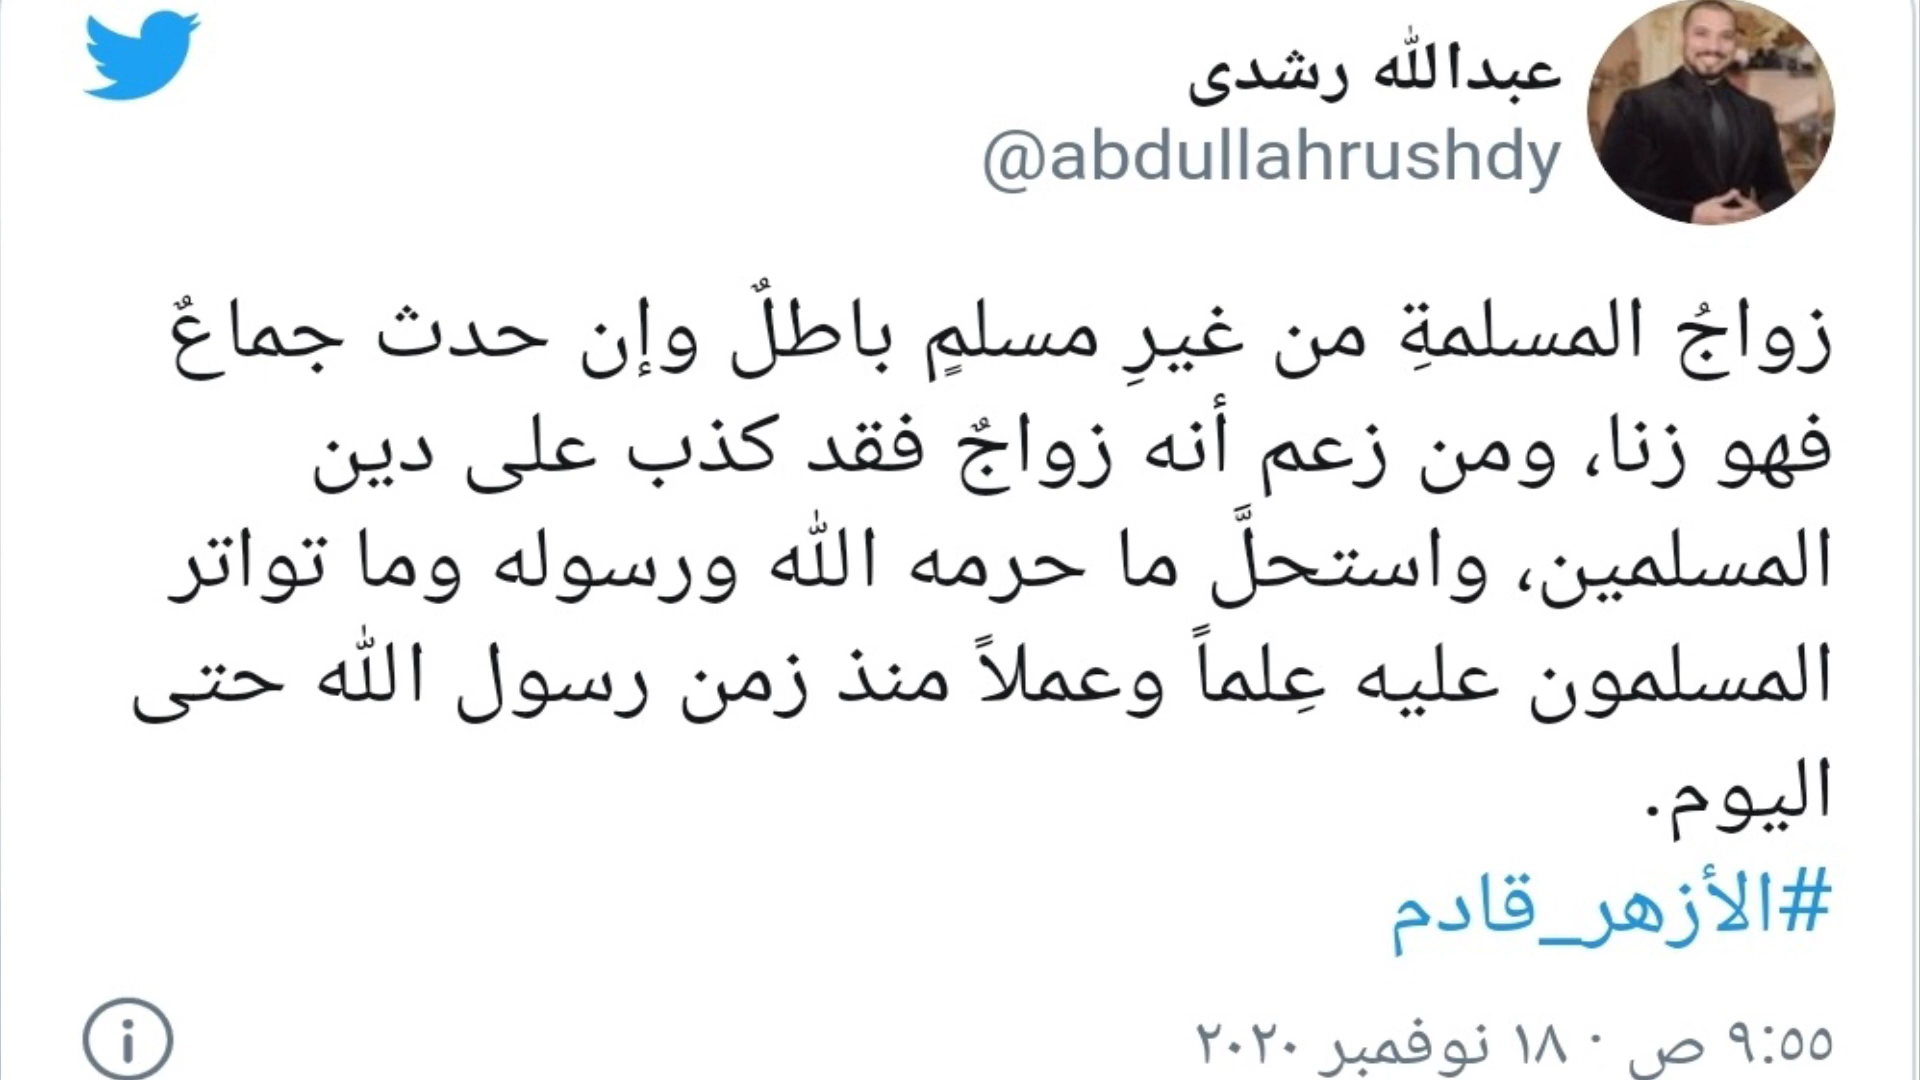 عبدالله رشدى
@abdullahrushdy
زواجُ المسلمةِ من غيرِ مسلمٍ باطلٌ وإن حدث جماعٌ
فهو زنا، ومن زعم أنه زواجٌ فقد كذب على دين
المسلمين، واستحلَّ ما حرمه الله ورسوله وما تواتر
المسلمون عليه عِلماً وعملاً منذ زمن رسول الله حتى
اليوم.
#الأزهر_قادم
٩:٥٥ ص · ١٨ نوفمبر ٢٠٢٠